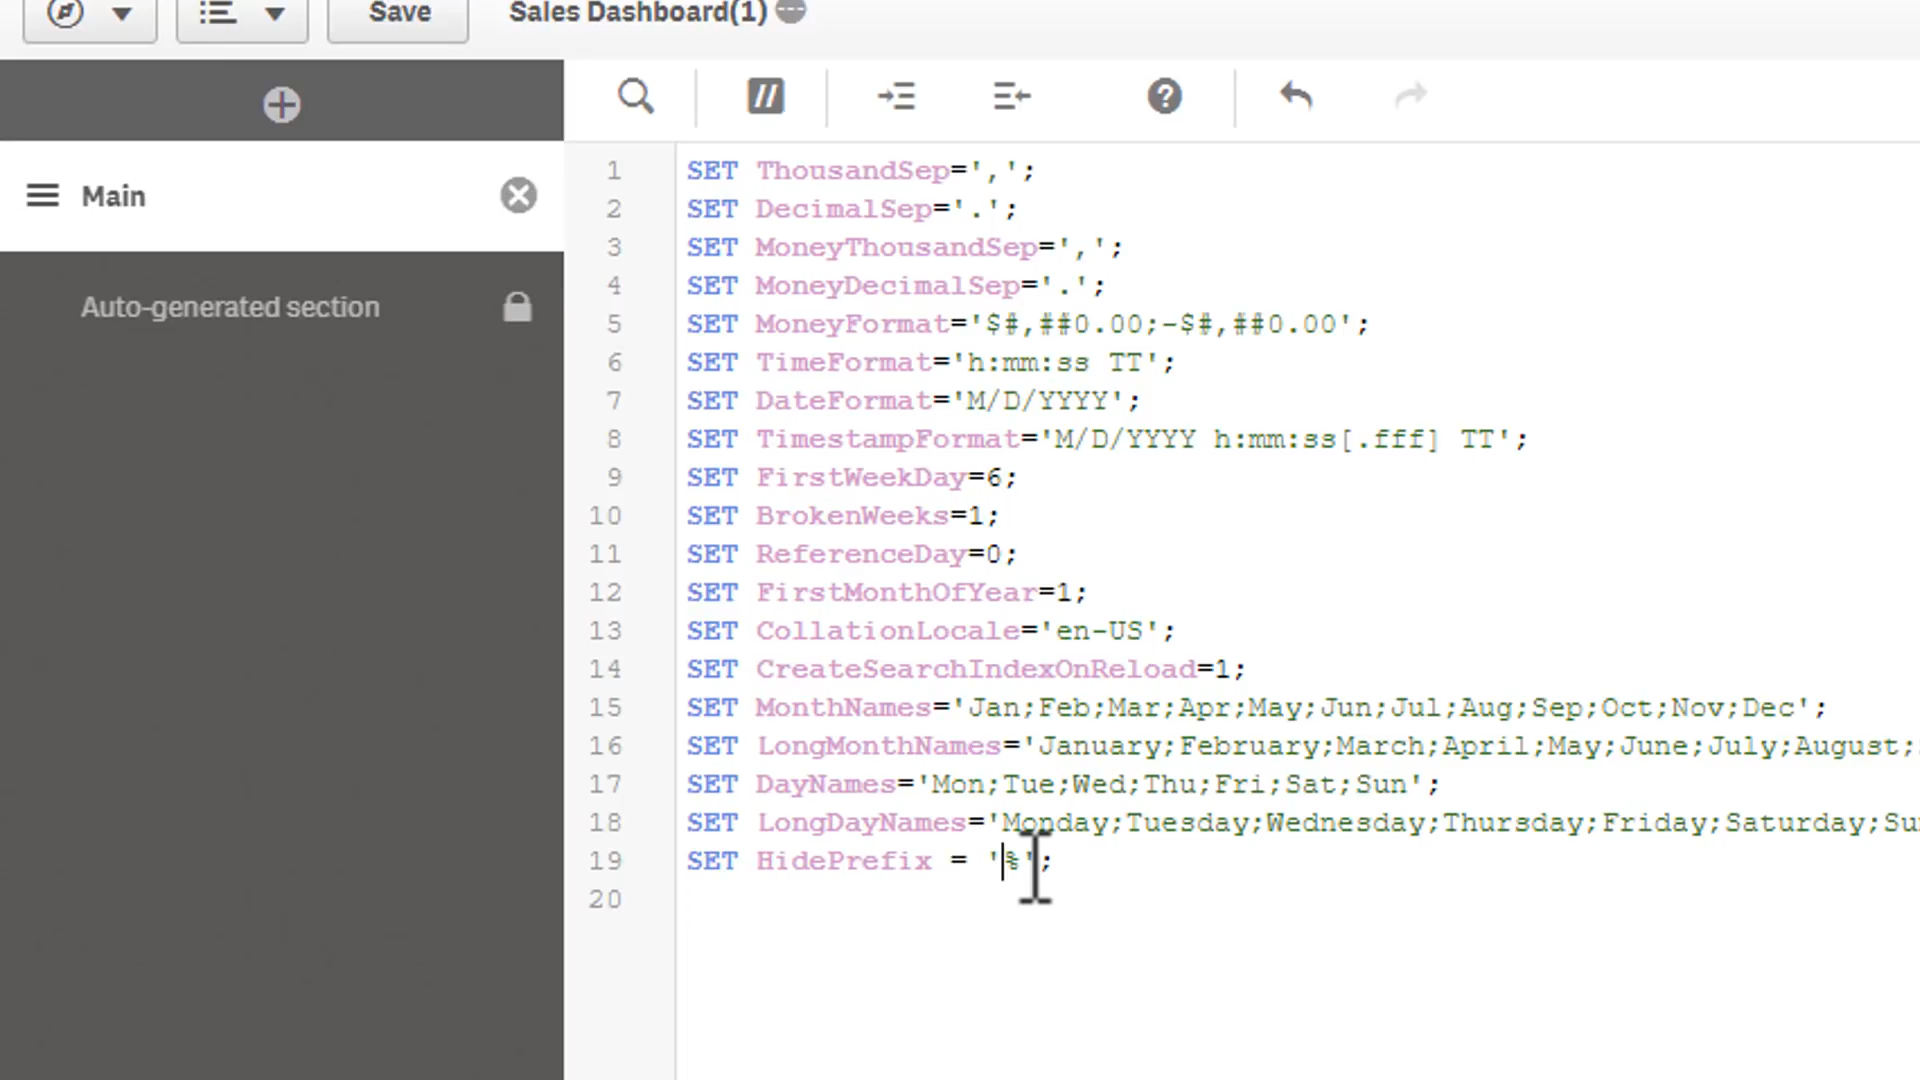 Save
Sales Dashboard(1)
Main
Auto-generated section
1 SET ThousandSep=',';
2 SET DecimalSep='.';
3 SET MoneyThousandSep=',';
4 SET MoneyDecimalSep='.';
5 SET MoneyFormat='$#,##0.00;-$#,##0.00';
6 SET TimeFormat='h:mm:ss TT';
7 SET DateFormat='M/D/YYYY';
8 SET TimestampFormat='M/D/YYYY h:mm:ss[.fff] TT';
9 SET FirstWeekDay=6;
10 SET BrokenWeeks=1;
11 SET ReferenceDay=0;
12 SET FirstMonthOfYear=1;
13 SET CollationLocale='en-US';
14 SET CreateSearchIndexOnReload=1;
15 SET MonthNames='Jan;Feb;Mar;Apr;May;Jun;Jul;Aug;Sep;Oct;Nov;Dec';
16 SET LongMonthNames='January;February;March;April;May;June;July;August;
17 SET DayNames='Mon;Tue;Wed;Thu;Fri;Sat;Sun';
18 SET LongDayNames='Monday;Tuesday;Wednesday;Thursday;Friday;Saturday;Su
19 SET HidePrefix = '%';
20